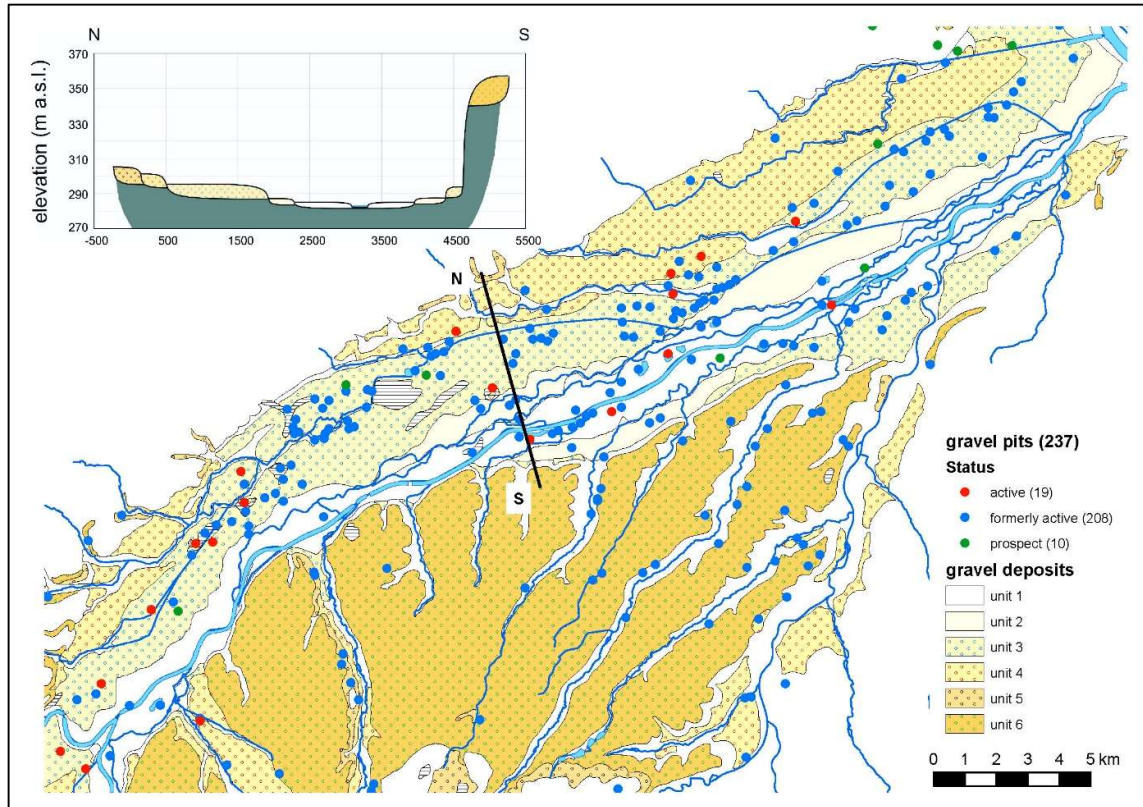 N S
370
350
330
310
290
270
elevation (m a.s.l.)
-500 500 1500 2500 3500 4500 5500
N
S
gravel pits (237)
Status
active (19)
formerly active (208)
prospect (10)
gravel deposits
unit 1
unit 2
unit 3
unit 4
unit 5
unit 6
0 1 2 3 4 5 km